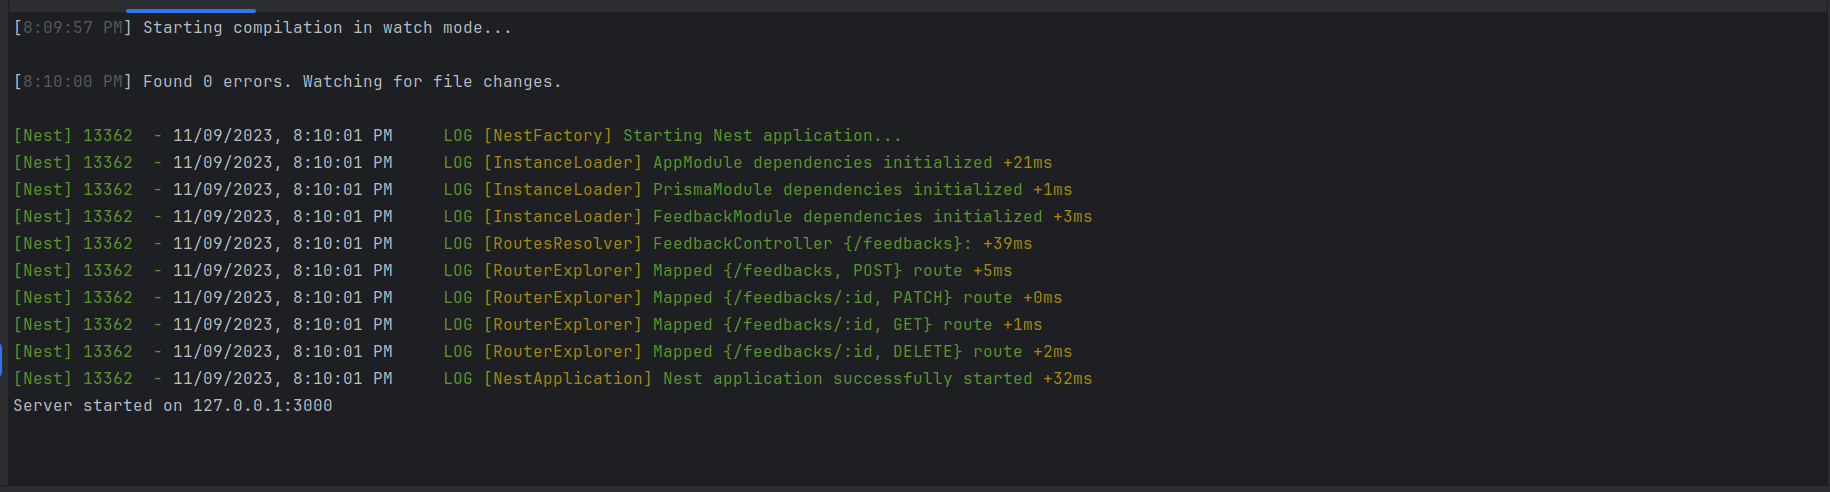 [8:09:57 PM] Starting compilation in watch mode...
[8:10:00 PM] Found 0 errors. Watching for file changes.
[Nest] 13362  - 11/09/2023, 8:10:01 PM     LOG [NestFactory] Starting Nest application...
[Nest] 13362  - 11/09/2023, 8:10:01 PM     LOG [InstanceLoader] AppModule dependencies initialized +21ms
[Nest] 13362  - 11/09/2023, 8:10:01 PM     LOG [InstanceLoader] PrismaModule dependencies initialized +1ms
[Nest] 13362  - 11/09/2023, 8:10:01 PM     LOG [InstanceLoader] FeedbackModule dependencies initialized +3ms
[Nest] 13362  - 11/09/2023, 8:10:01 PM     LOG [RoutesResolver] FeedbackController {/feedbacks}: +39ms
[Nest] 13362  - 11/09/2023, 8:10:01 PM     LOG [RouterExplorer] Mapped {/feedbacks, POST} route +5ms
[Nest] 13362  - 11/09/2023, 8:10:01 PM     LOG [RouterExplorer] Mapped {/feedbacks/:id, PATCH} route +0ms
[Nest] 13362  - 11/09/2023, 8:10:01 PM     LOG [RouterExplorer] Mapped {/feedbacks/:id, GET} route +1ms
[Nest] 13362  - 11/09/2023, 8:10:01 PM     LOG [RouterExplorer] Mapped {/feedbacks/:id, DELETE} route +2ms
[Nest] 13362  - 11/09/2023, 8:10:01 PM     LOG [NestApplication] Nest application successfully started +32ms
Server started on 127.0.0.1:3000